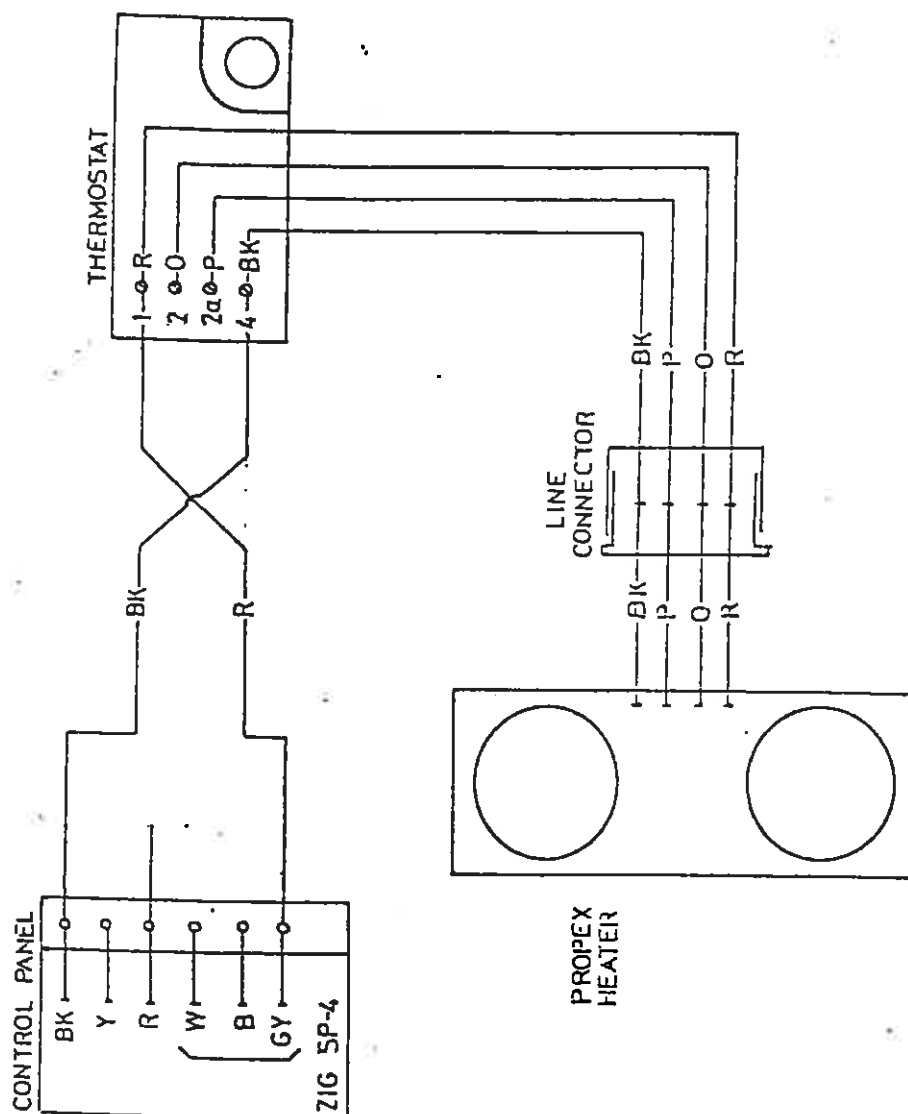 THERMOSTAT
1 R
2 O
2a P
4 BK
BK
R
BK
P
O
R
LINE
CONNECTOR
BK
P
O
R
CONTROL PANEL
BK
Y
R
W
B
GY
ZIG SP-4
PROPEX
HEATER